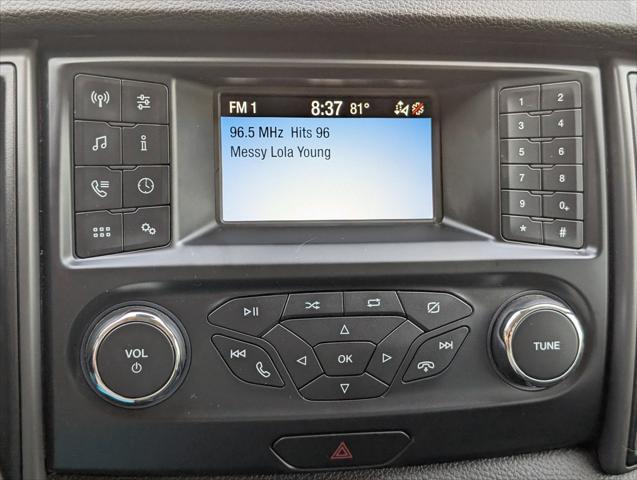 FM 1 8:37 81°
96.5 MHz Hits 96
Messy Lola Young
1 2
3 4
5 6
7 8
9 0+
* #
VOL
OK
TUNE